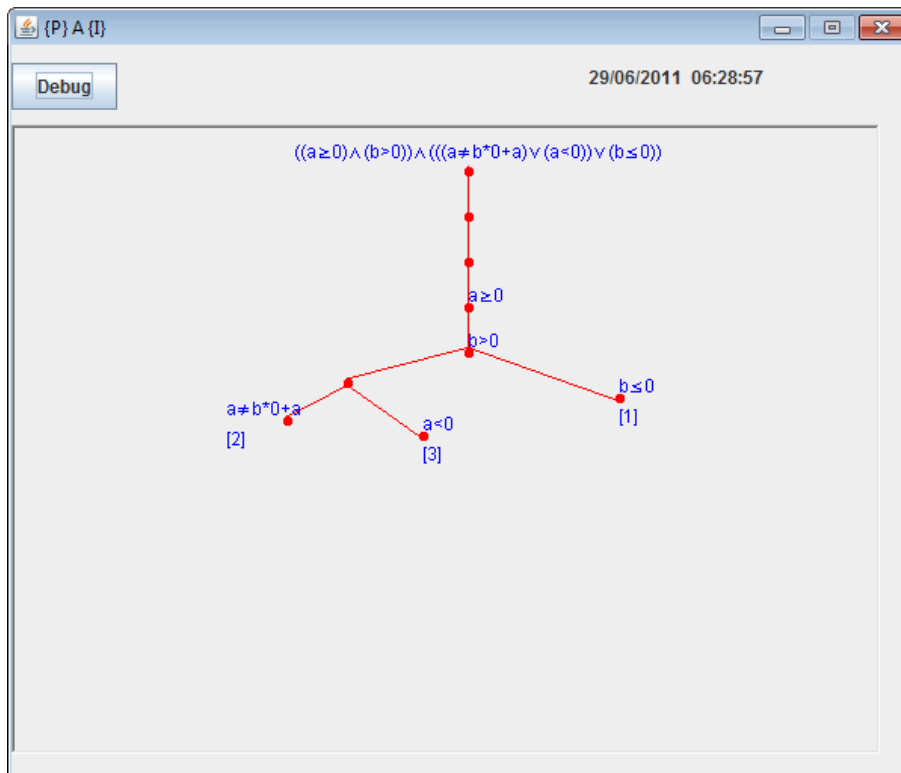 {P} A {I}
Debug
29/06/2011 06:28:57
((a≥0)∧(b>0))∧(((a≠b*0+a)∨(a<0))∨(b≤0))
a≥0
b>0
b≤0
[1]
a≠b*0+a
[2]
a<0
[3]